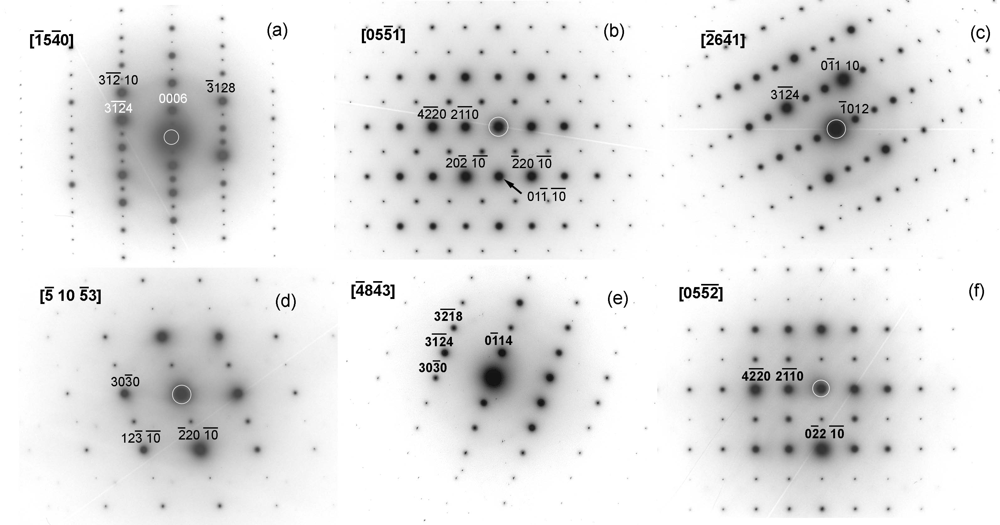 (a)
[1̅54̅0]
31̅2̅ 10
0006
3̅128
31̅2̅4
(b)
[055̅1]
42̅2̅0 21̅1̅0
202̅ 1̅0̅ 2̅20 1̅0̅
011̅ 1̅0̅
(c)
[2̅64̅1]
01̅1 10
31̅2̅4
1̅012
(d)
[5̅ 10 5̅3]
303̅0
123̅ 1̅0̅ 2̅20 1̅0̅
(e)
[4̅84̅3]
32̅1̅8
31̅2̅4 01̅14
303̅0
(f)
[055̅2̅]
42̅2̅0 21̅1̅0
02̅2 1̅0̅